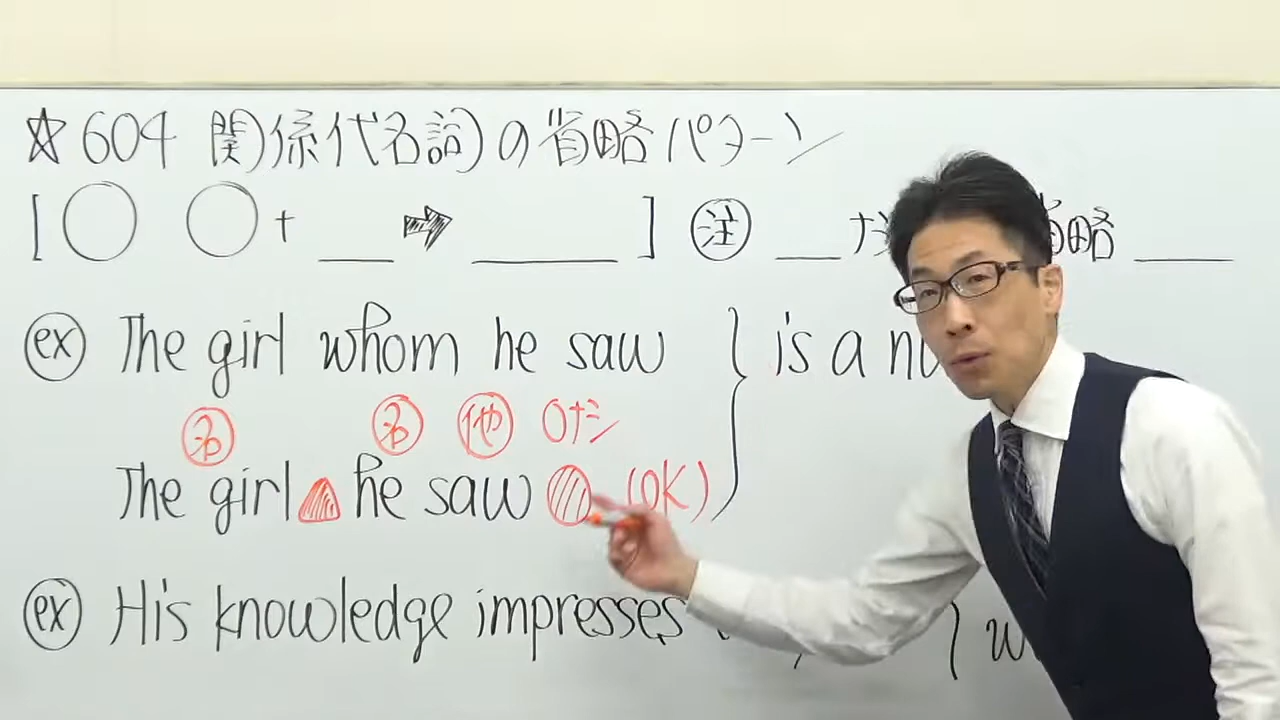 ☆604 関係代名詞の省略パターン
[○ ○+ ___ ➡ _____ ] 注 ___ 省略 ___
ex The girl whom he saw } is a
名 名 他 Oナシ
The girl▲he saw (OK)
ex His knowledge impresses